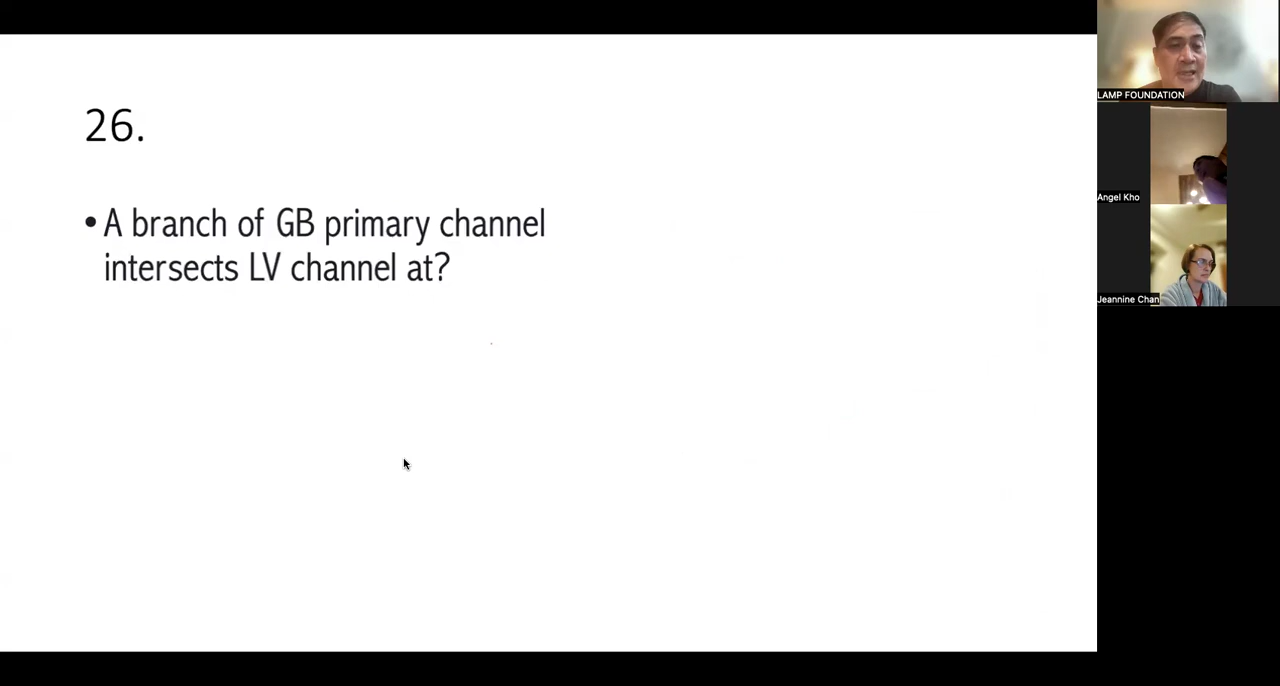 26.
• A branch of GB primary channel
intersects LV channel at?
LAMP FOUNDATION
Angel Kho
Jeannine Chan